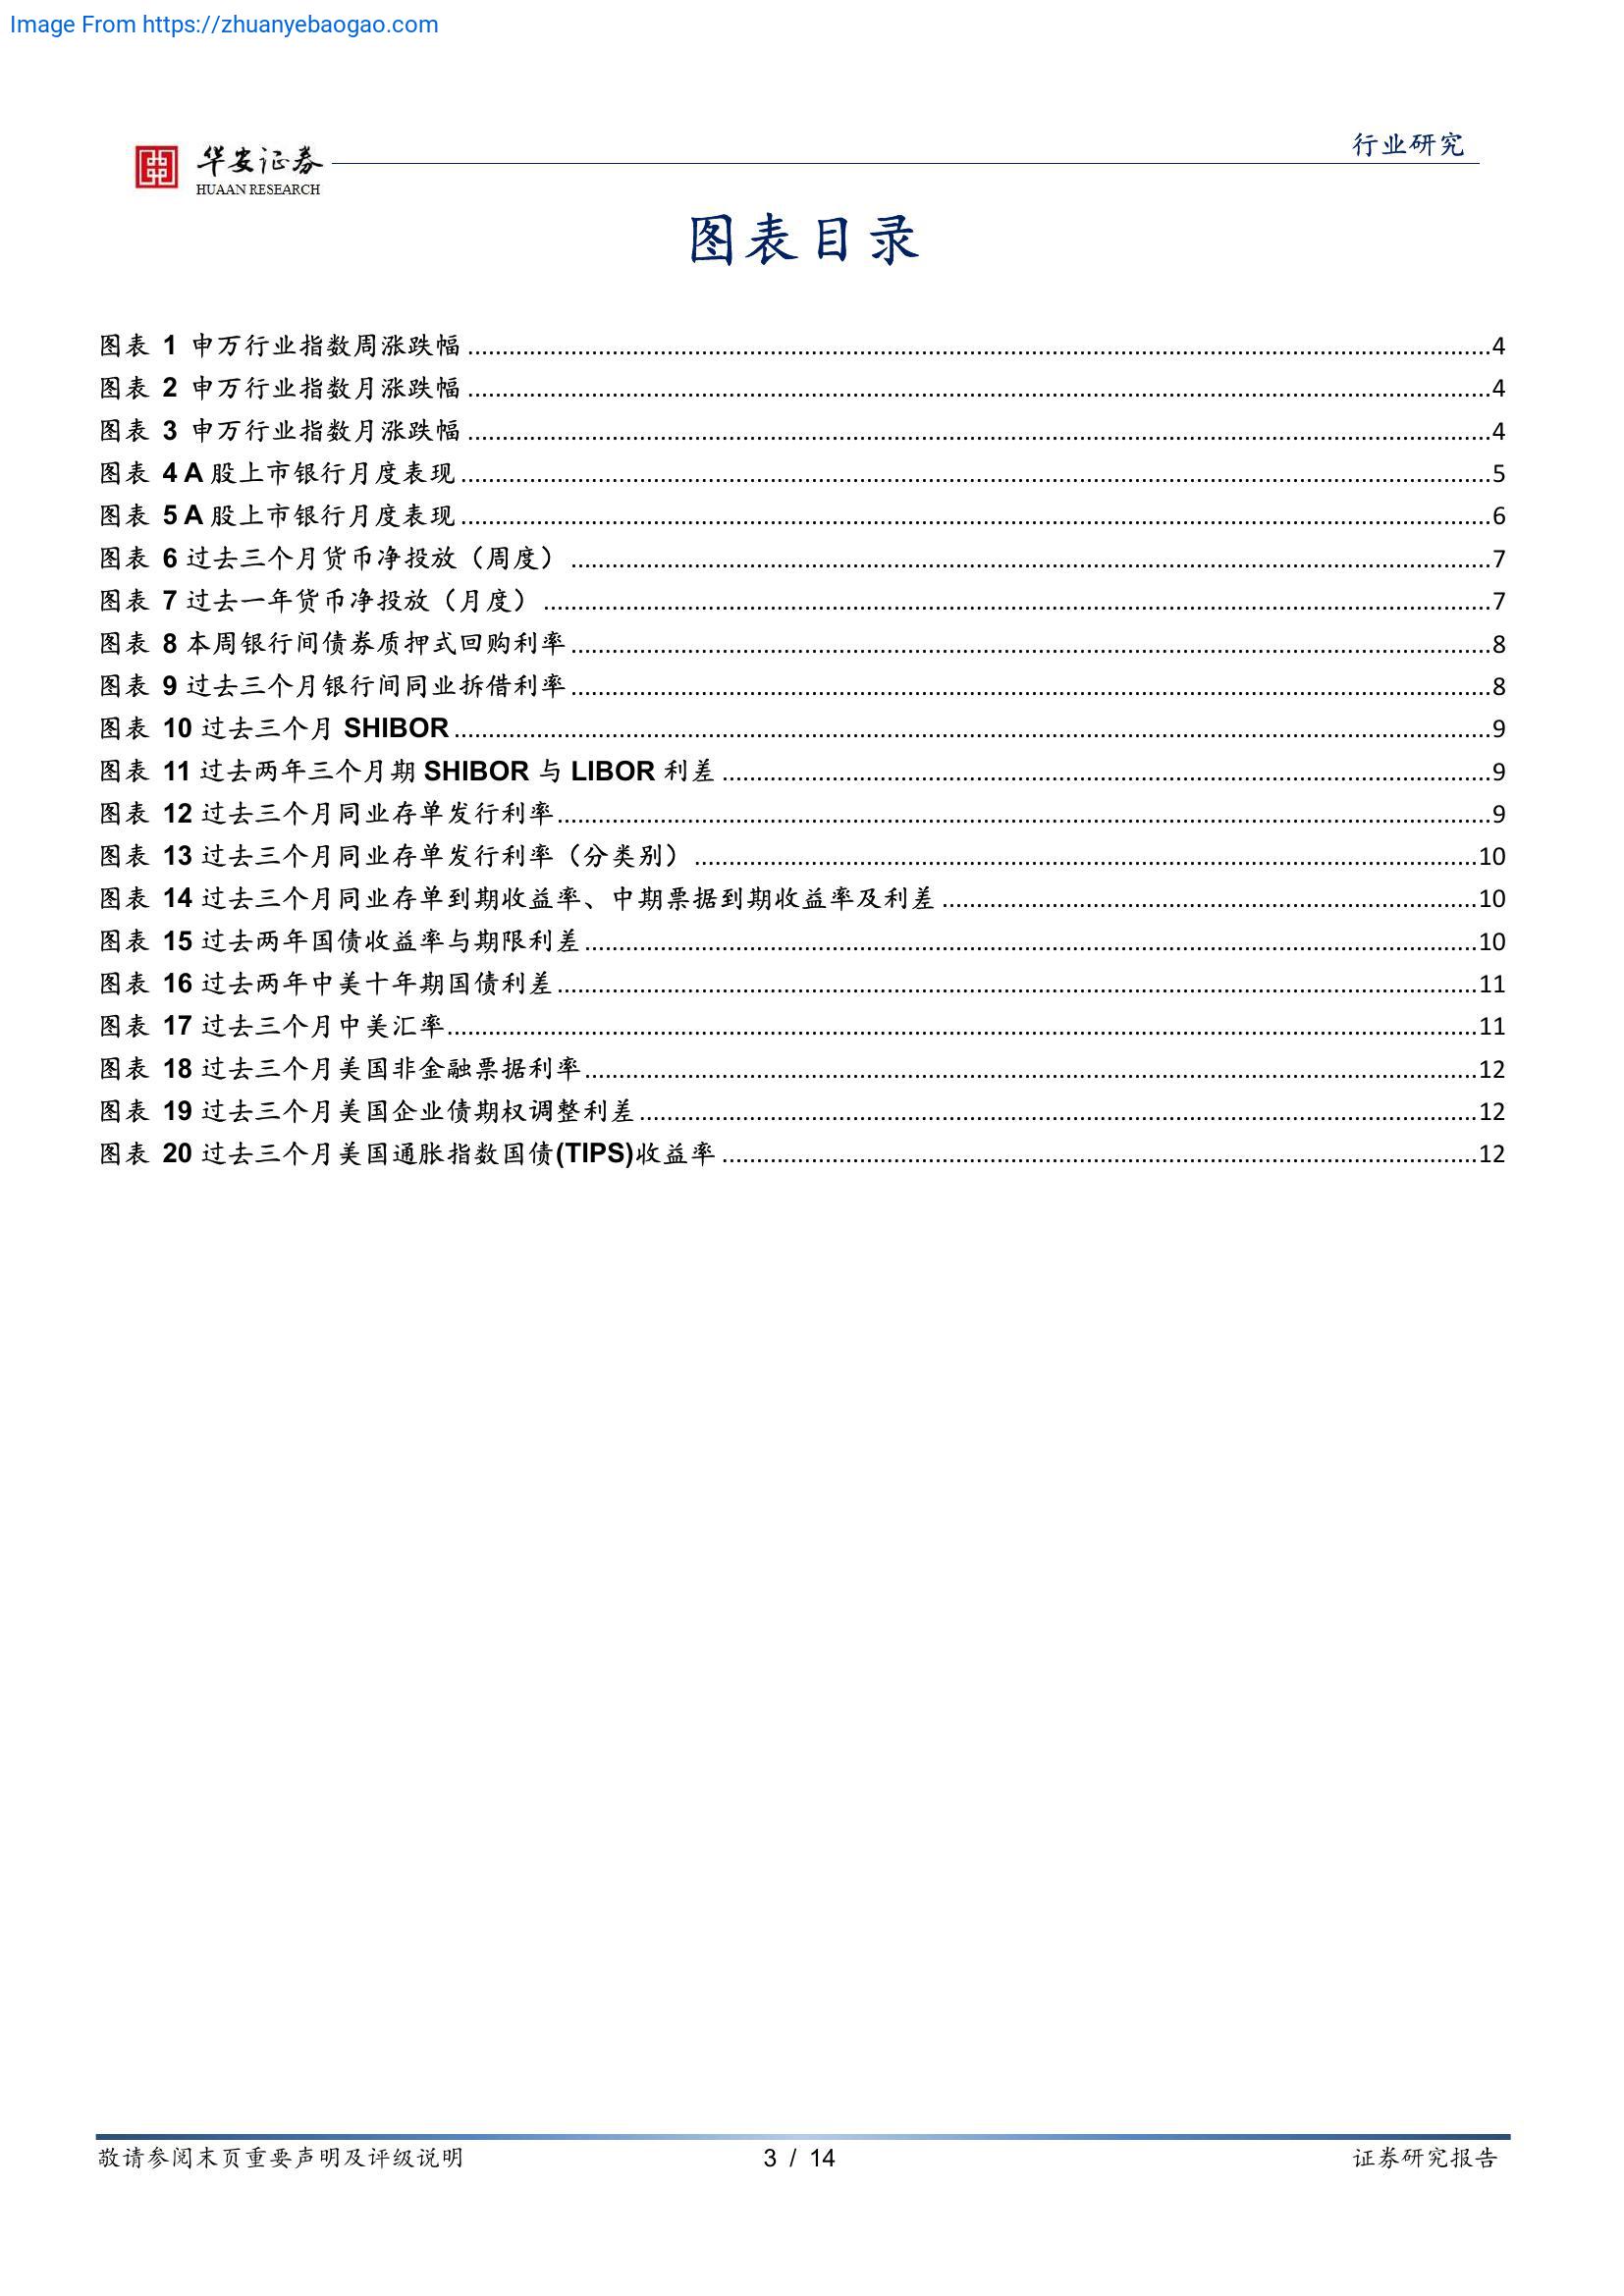 Image From https://zhuanyebaogao.com
华安证券
HUAAN RESEARCH
行业研究
图表目录
图表 1 申万行业指数周涨跌幅 4
图表 2 申万行业指数月涨跌幅 4
图表 3 申万行业指数月涨跌幅 4
图表 4 A 股上市银行月度表现 5
图表 5 A 股上市银行月度表现 6
图表 6 过去三个月货币净投放（周度） 7
图表 7 过去一年货币净投放（月度） 7
图表 8 本周银行间债券质押式回购利率 8
图表 9 过去三个月银行间同业拆借利率 8
图表 10 过去三个月 SHIBOR 9
图表 11 过去两年三个月期 SHIBOR 与 LIBOR 利差 9
图表 12 过去三个月同业存单发行利率 9
图表 13 过去三个月同业存单发行利率（分类别） 10
图表 14 过去三个月同业存单到期收益率、中期票据到期收益率及利差 10
图表 15 过去两年国债收益率与期限利差 10
图表 16 过去两年中美十年期国债利差 11
图表 17 过去三个月中美汇率 11
图表 18 过去三个月美国非金融票据利率 12
图表 19 过去三个月美国企业债期权调整利差 12
图表 20 过去三个月美国通胀指数国债(TIPS)收益率 12
敬请参阅末页重要声明及评级说明
3 / 14
证券研究报告